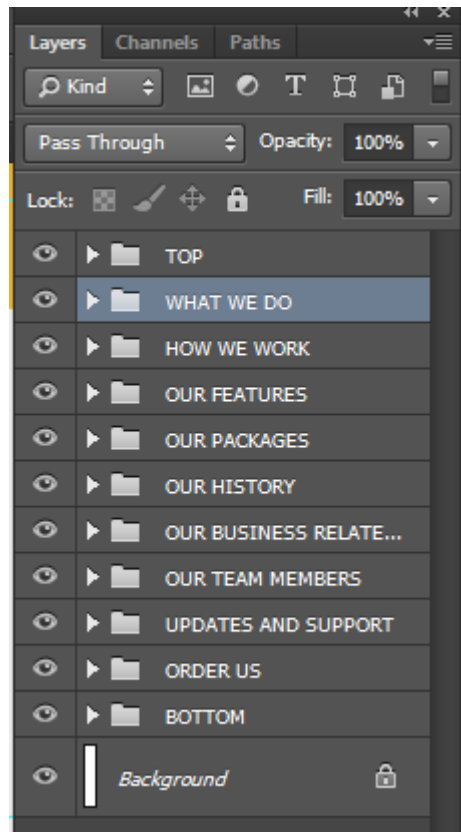 Layers Channels Paths
Kind
Pass Through Opacity: 100%
Lock: Fill: 100%
TOP
WHAT WE DO
HOW WE WORK
OUR FEATURES
OUR PACKAGES
OUR HISTORY
OUR BUSINESS RELATE...
OUR TEAM MEMBERS
UPDATES AND SUPPORT
ORDER US
BOTTOM
Background